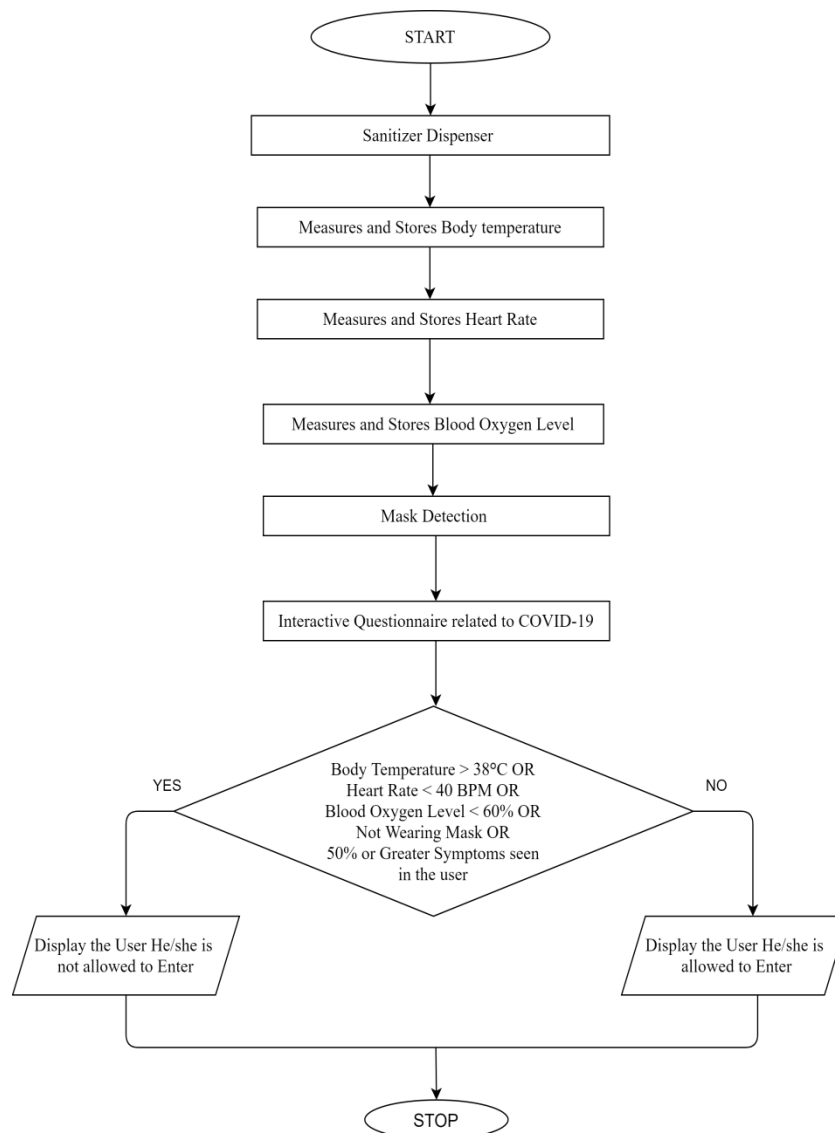 START
Sanitizer Dispenser
Measures and Stores Body temperature
Measures and Stores Heart Rate
Measures and Stores Blood Oxygen Level
Mask Detection
Interactive Questionnaire related to COVID-19
Body Temperature > 38°C OR
Heart Rate < 40 BPM OR
Blood Oxygen Level < 60% OR
Not Wearing Mask OR
50% or Greater Symptoms seen
in the user
YES
NO
Display the User He/she is
not allowed to Enter
Display the User He/she is
allowed to Enter
STOP